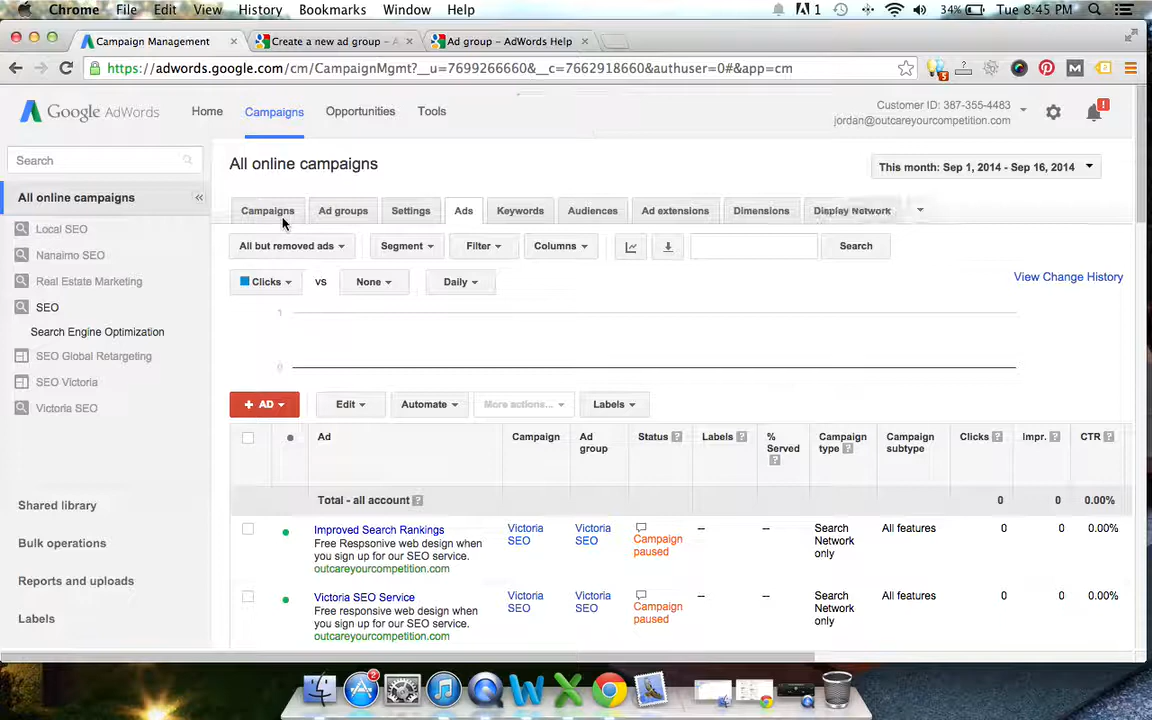 Chrome File Edit View History Bookmarks Window Help 1 34% Tue 8:45 PM
Campaign Management Create a new ad group - A Ad group - AdWords Help
https://adwords.google.com/cm/CampaignMgmt?__u=7699266660&__c=7662918660&authuser=0#&app=cm 5
Google AdWords Home Campaigns Opportunities Tools
Customer ID: 387-355-4483
jordan@outcareyourcompetition.com
!
Search
All online campaigns
Local SEO
Nanaimo SEO
Real Estate Marketing
SEO
Search Engine Optimization
SEO Global Retargeting
SEO Victoria
Victoria SEO
Shared library
Bulk operations
Reports and uploads
Labels
All online campaigns
This month: Sep 1, 2014 - Sep 16, 2014
Campaigns Ad groups Settings Ads Keywords Audiences Ad extensions Dimensions Display Network
All but removed ads Segment Filter Columns Search
Clicks VS None Daily View Change History
1
0
+ AD Edit Automate More actions... Labels
Ad Campaign Ad group Status ? Labels ? % Served ? Campaign type ? Campaign subtype Clicks ? Impr. ? CTR ?
Total - all account ? 0 0 0.00%
Improved Search Rankings
Free Respsonive web design when
you sign up for our SEO service.
outcareyourcompetition.com
Victoria SEO Victoria SEO Campaign paused -- -- Search Network only All features 0 0 0.00%
Victoria SEO Service
Free responsive web design when
you sign up for our SEO service.
outcareyourcompetition.com
Victoria SEO Victoria SEO Campaign paused -- -- Search Network only All features 0 0 0.00%
2